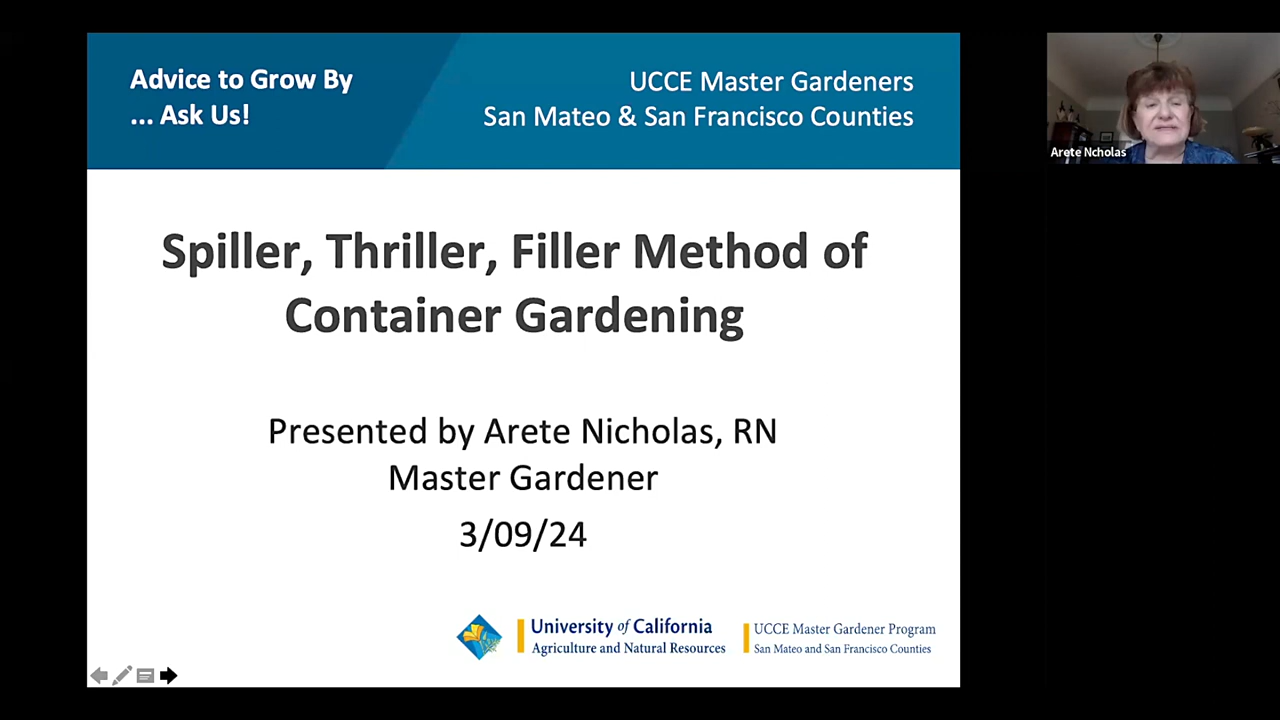 Advice to Grow By
... Ask Us!
UCCE Master Gardeners
San Mateo & San Francisco Counties
Arete Ncholas
Spiller, Thriller, Filler Method of
Container Gardening
Presented by Arete Nicholas, RN
Master Gardener
3/09/24
University of California
Agriculture and Natural Resources
UCCE Master Gardener Program
San Mateo and San Francisco Counties